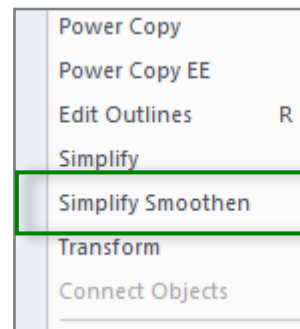 Power Copy
Power Copy EE
Edit Outlines R
Simplify
Simplify Smoothen
Transform
Connect Objects